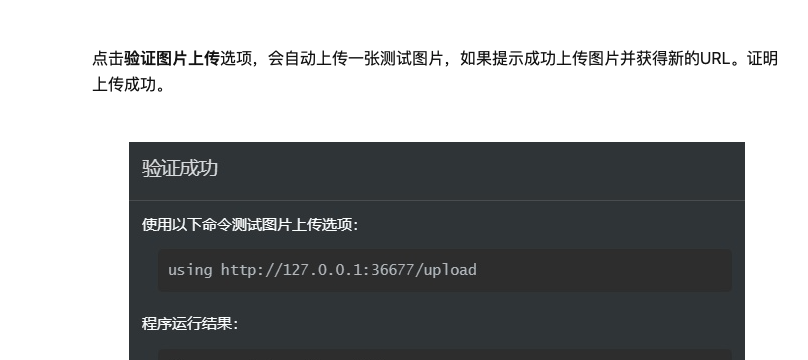 点击验证图片上传选项，会自动上传一张测试图片，如果提示成功上传图片并获得新的URL。证明
上传成功。
验证成功
使用以下命令测试图片上传选项：
using http://127.0.0.1:36677/upload
程序运行结果：